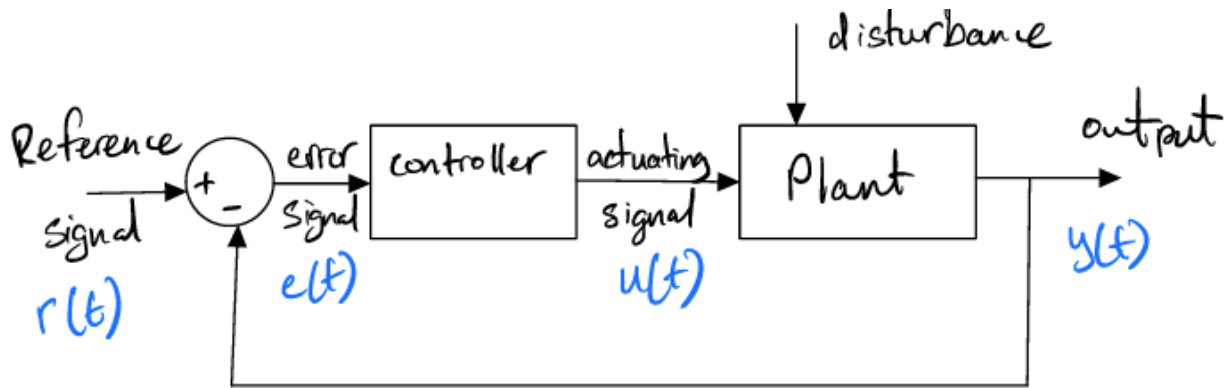 disturbance
Reference
signal
r(t)
+
-
error
signal
e(t)
controller
actuating
signal
u(t)
Plant
output
y(t)